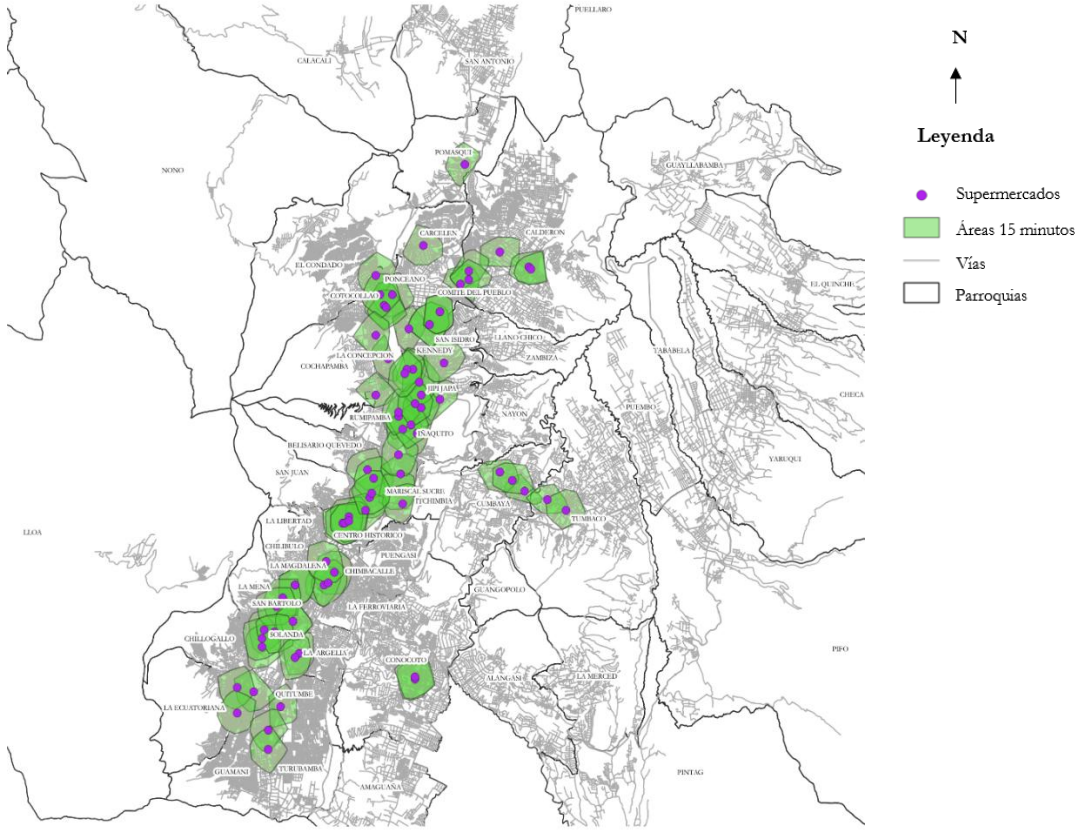 PUELLARO
CALACALI
SAN ANTONIO
POMASQUI
GUAYLLABAMBA
NONO
CARCELEN
CALDERON
EL CONDADO
PONCEANO
COTOCOLLAO
COMITE DEL PUEBLO
EL QUINCHE
SAN ISIDRO
LLANO CHICO
KENNEDY
LA CONCEPCION
ZAMBIZA
TABABELA
COCHAPAMBA
JIPIJAPA
CHECA
NAYON
PUEMBO
RUMIPAMBA
IÑAQUITO
BELISARIO QUEVEDO
YARUQUI
SAN JUAN
MARISCAL SUCRE
ITCHIMBIA
CUMBAYA
TUMBACO
LA LIBERTAD
LLOA
CENTRO HISTORICO
CHILIBULO
PUENGASI
LA MAGDALENA
CHIMBACALLE
LA MENA
GUANGOPOLO
SAN BARTOLO
LA FERROVIARIA
SOLANDA
CHILLOGALLO
PIFO
LA ARGELIA
CONOCOTO
ALANGASI
LA MERCED
QUITUMBE
LA ECUATORIANA
GUAMANI
TURUBAMBA
PINTAG
AMAGUAÑA
N
Leyenda
Supermercados
Áreas 15 minutos
Vías
Parroquias